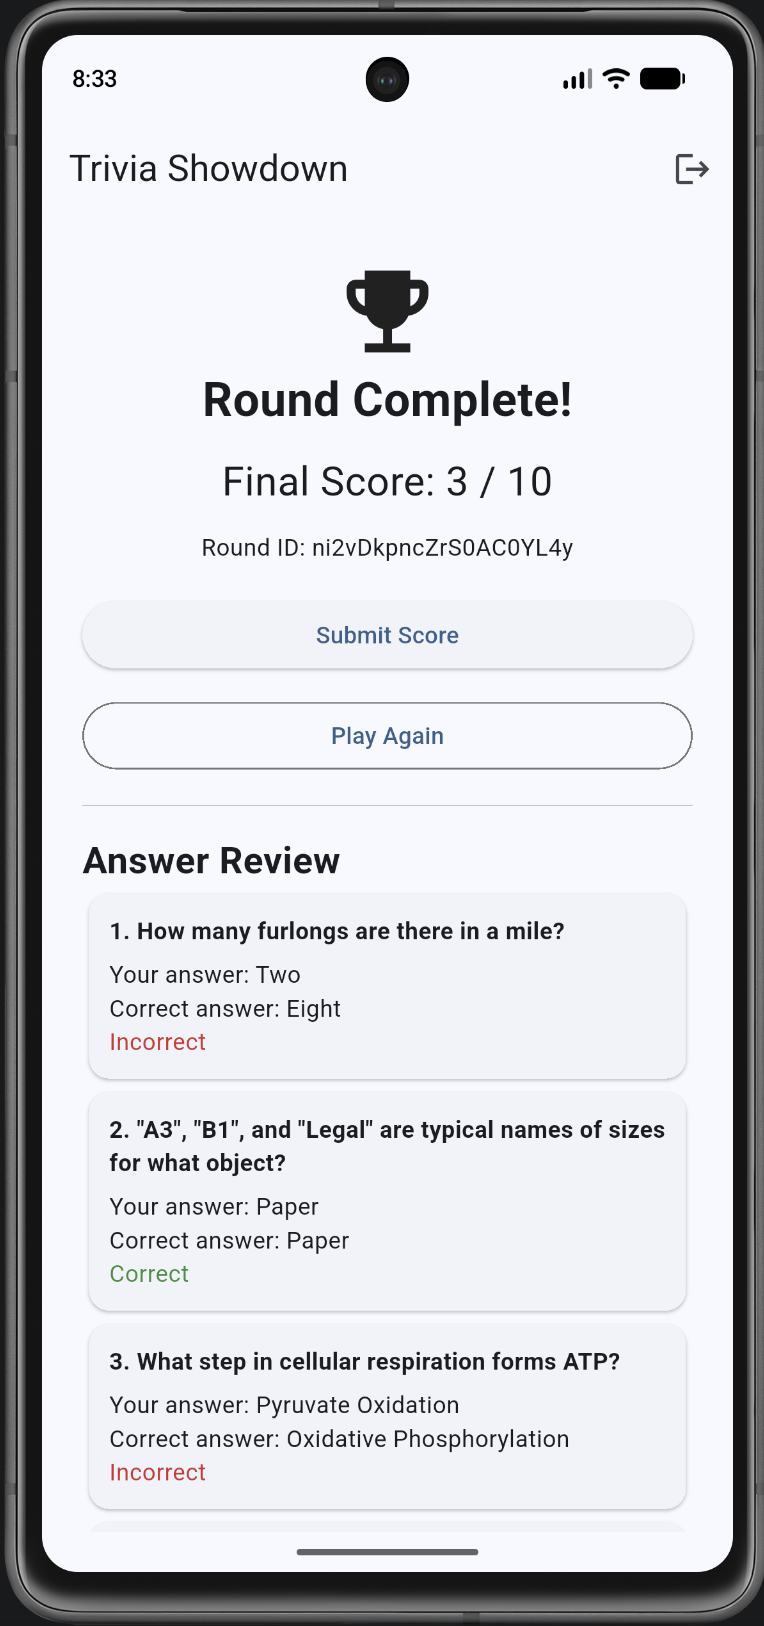 8:33
Trivia Showdown
Round Complete!
Final Score: 3 / 10
Round ID: ni2vDkpncZrS0AC0YL4y
Submit Score
Play Again
Answer Review
1. How many furlongs are there in a mile?
Your answer: Two
Correct answer: Eight
Incorrect
2. "A3", "B1", and "Legal" are typical names of sizes
for what object?
Your answer: Paper
Correct answer: Paper
Correct
3. What step in cellular respiration forms ATP?
Your answer: Pyruvate Oxidation
Correct answer: Oxidative Phosphorylation
Incorrect